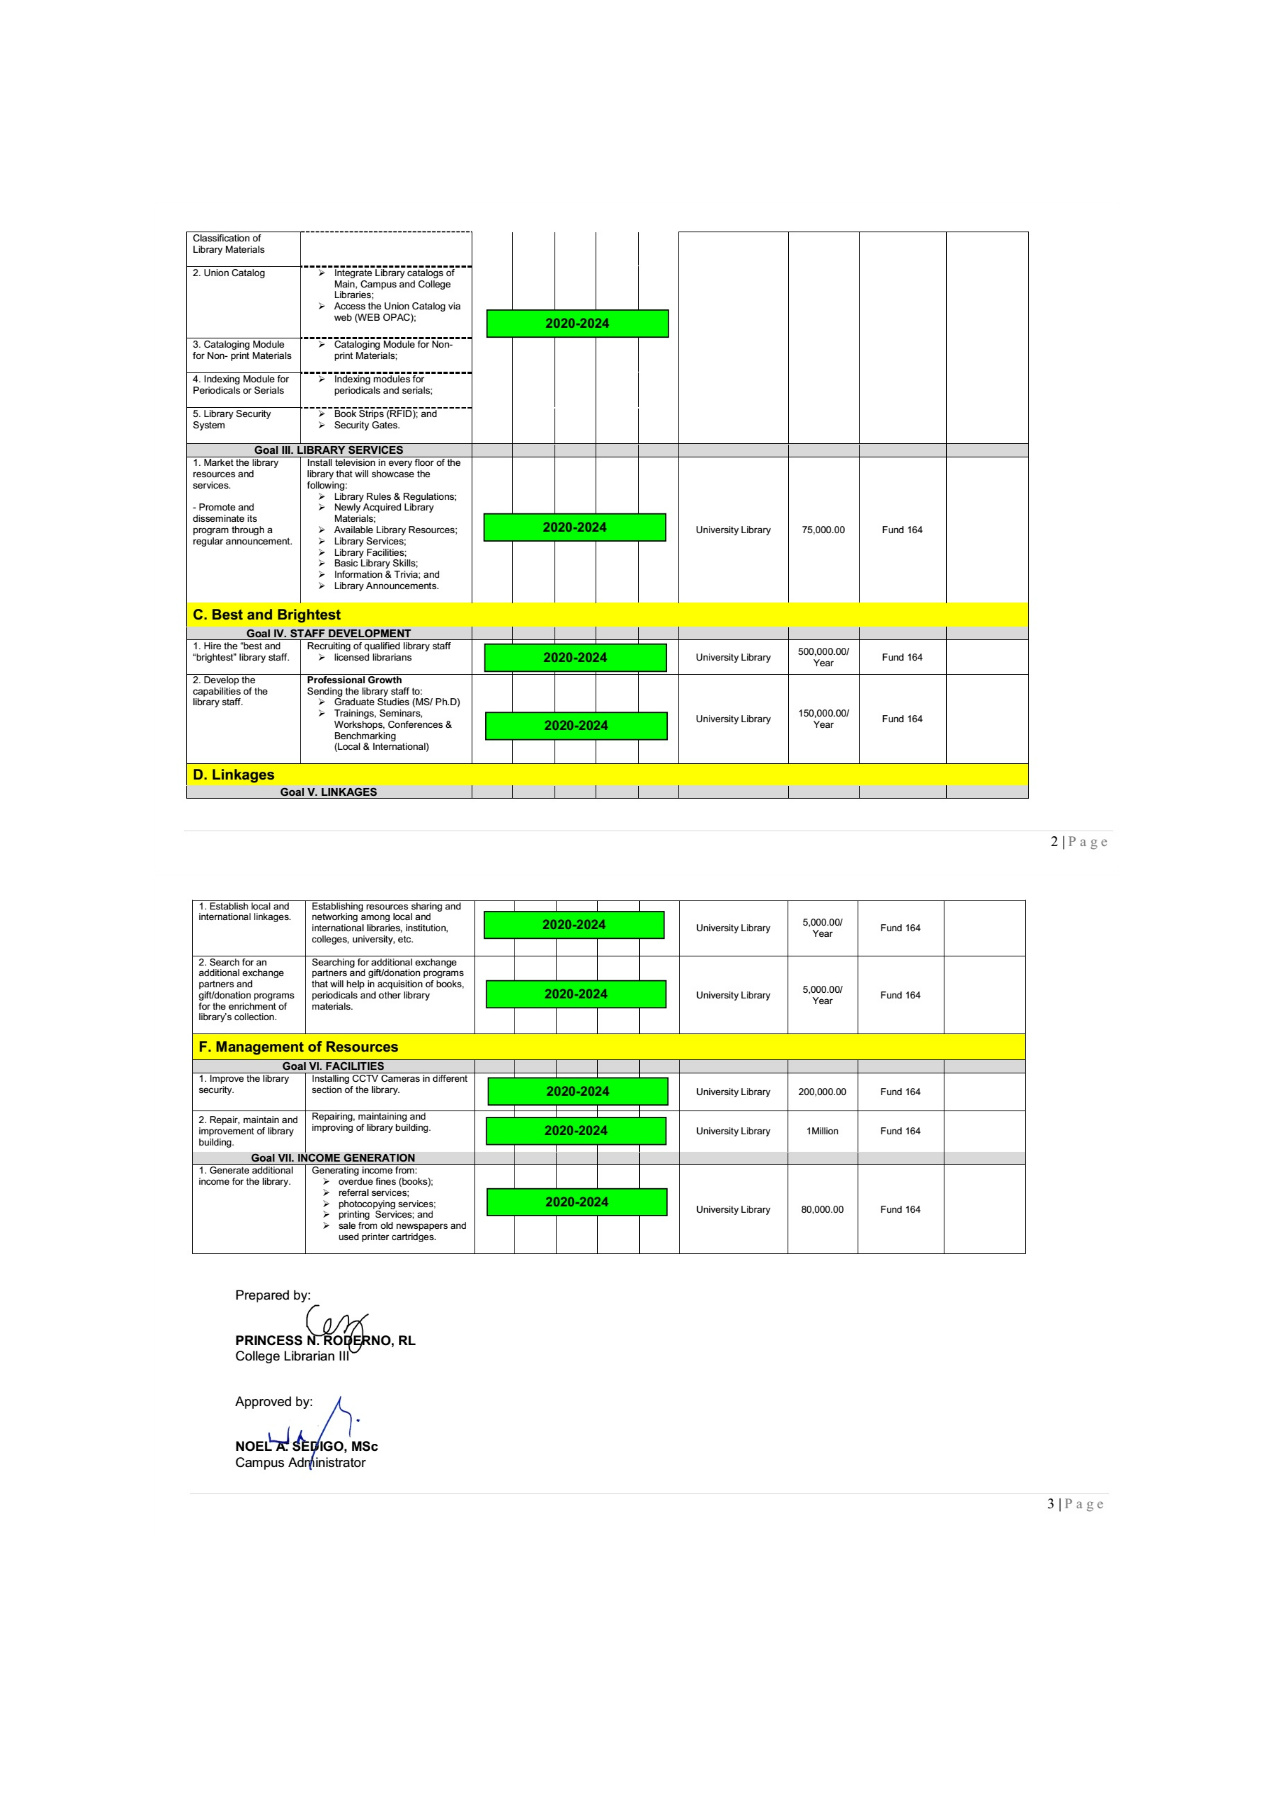 Classification of
Library Materials
2. Union Catalog
➢ Integrate Library catalogs of
Main, Campus and College
Libraries;
➢ Access the Union Catalog via
web (WEB OPAC);
2020-2024
3. Cataloging Module
for Non- print Materials
➢ Cataloging Module for Non-
print Materials;
4. Indexing Module for
Periodicals or Serials
➢ Indexing modules for
periodicals and serials;
5. Library Security
System
➢ Book Strips (RFID); and
➢ Security Gates.
Goal III. LIBRARY SERVICES
1. Market the library
resources and
services.
- Promote and
disseminate its
program through a
regular announcement.
Install television in every floor of the
library that will showcase the
following:
➢ Library Rules & Regulations;
➢ Newly Acquired Library
Materials;
➢ Available Library Resources;
➢ Library Services;
➢ Library Facilities;
➢ Basic Library Skills;
➢ Information & Trivia; and
➢ Library Announcements.
2020-2024
University Library
75,000.00
Fund 164
C. Best and Brightest
Goal IV. STAFF DEVELOPMENT
1. Hire the "best and
"brightest" library staff.
Recruiting of qualified library staff
➢ licensed librarians
2020-2024
University Library
500,000.00/
Year
Fund 164
2. Develop the
capabilities of the
library staff.
Professional Growth
Sending the library staff to:
➢ Graduate Studies (MS/ Ph.D)
➢ Trainings, Seminars,
Workshops, Conferences &
Benchmarking
(Local & International)
2020-2024
University Library
150,000.00/
Year
Fund 164
D. Linkages
Goal V. LINKAGES
2 | Page
1. Establish local and
international linkages.
Establishing resources sharing and
networking among local and
international libraries, institution,
colleges, university, etc.
2020-2024
University Library
5,000.00/
Year
Fund 164
2. Search for an
additional exchange
partners and
gift/donation programs
for the enrichment of
library's collection.
Searching for additional exchange
partners and gift/donation programs
that will help in acquisition of books,
periodicals and other library
materials.
2020-2024
University Library
5,000.00/
Year
Fund 164
F. Management of Resources
Goal VI. FACILITIES
1. Improve the library
security.
Installing CCTV Cameras in different
section of the library.
2020-2024
University Library
200,000.00
Fund 164
2. Repair, maintain and
improvement of library
building.
Repairing, maintaining and
improving of library building.
2020-2024
University Library
1Million
Fund 164
Goal VII. INCOME GENERATION
1. Generate additional
income for the library.
Generating income from:
➢ overdue fines (books);
➢ referral services;
➢ photocopying services;
➢ printing Services; and
➢ sale from old newspapers and
used printer cartridges.
2020-2024
University Library
80,000.00
Fund 164
Prepared by:
PRINCESS N. RODERNO, RL
College Librarian III
Approved by:
NOEL A. SEDIGO, MSc
Campus Administrator
3 | Page